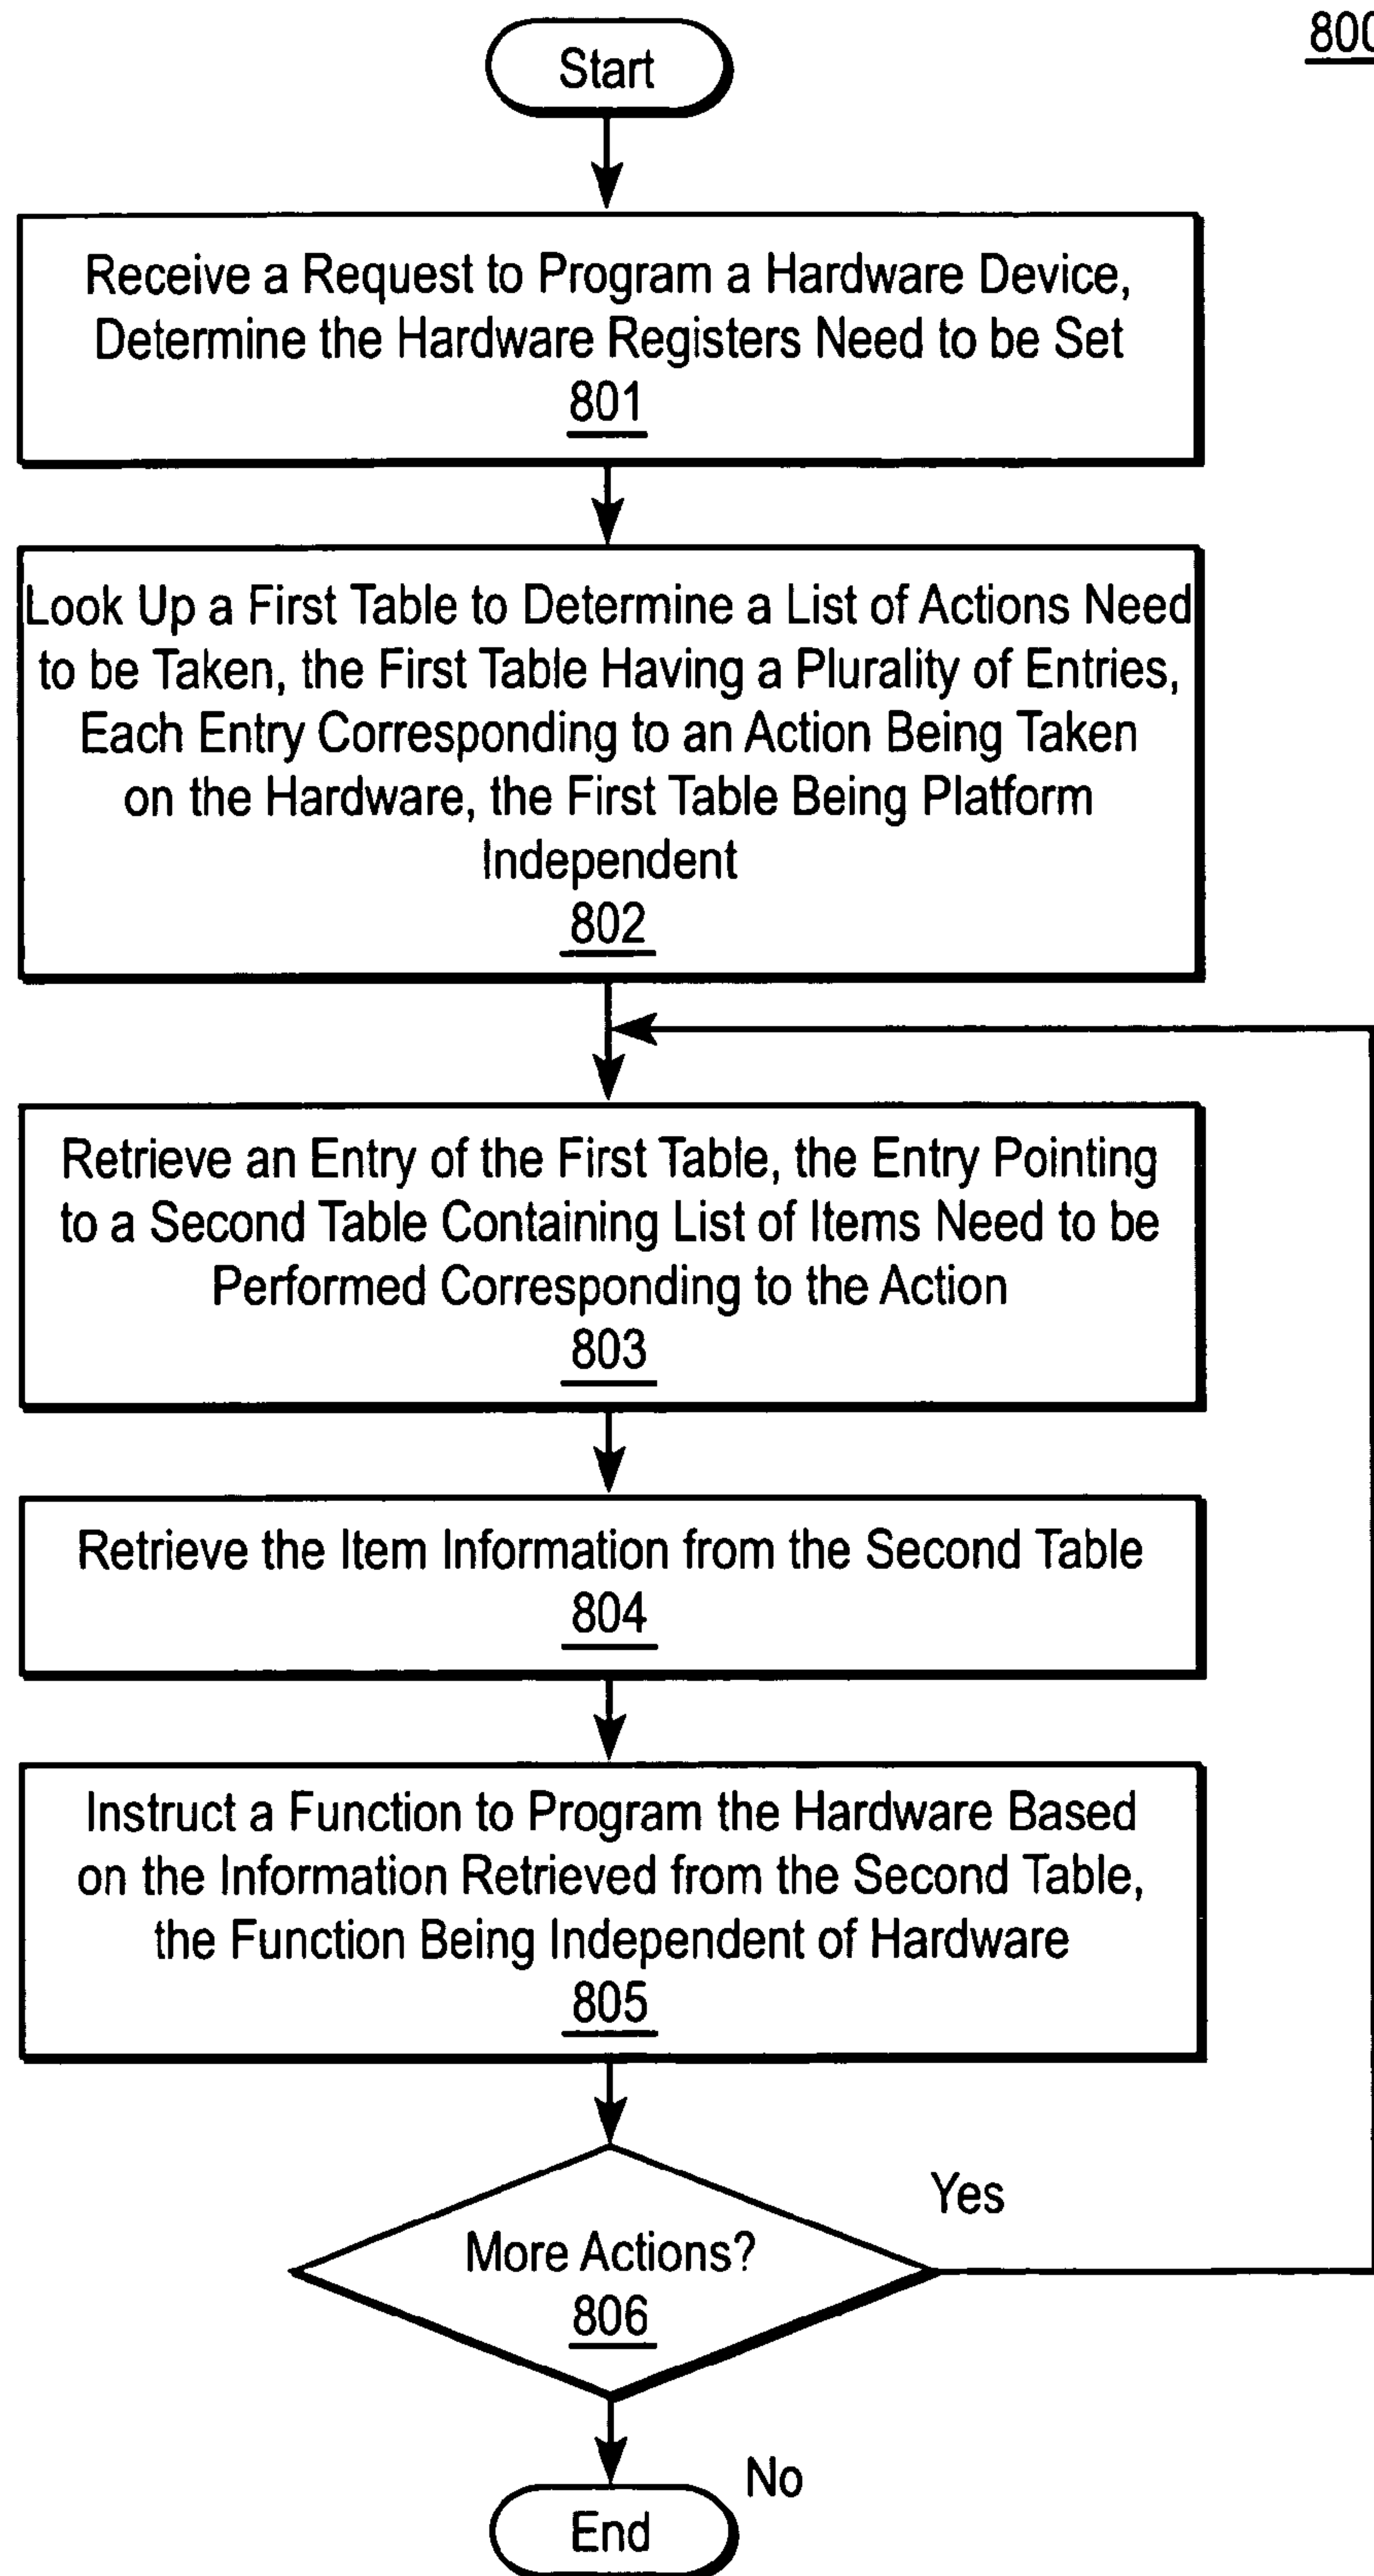 800
Start
Receive a Request to Program a Hardware Device,
Determine the Hardware Registers Need to be Set
801
Look Up a First Table to Determine a List of Actions Need
to be Taken, the First Table Having a Plurality of Entries,
Each Entry Corresponding to an Action Being Taken
on the Hardware, the First Table Being Platform
Independent
802
Retrieve an Entry of the First Table, the Entry Pointing
to a Second Table Containing List of Items Need to be
Performed Corresponding to the Action
803
Retrieve the Item Information from the Second Table
804
Instruct a Function to Program the Hardware Based
on the Information Retrieved from the Second Table,
the Function Being Independent of Hardware
805
Yes
More Actions?
806
No
End